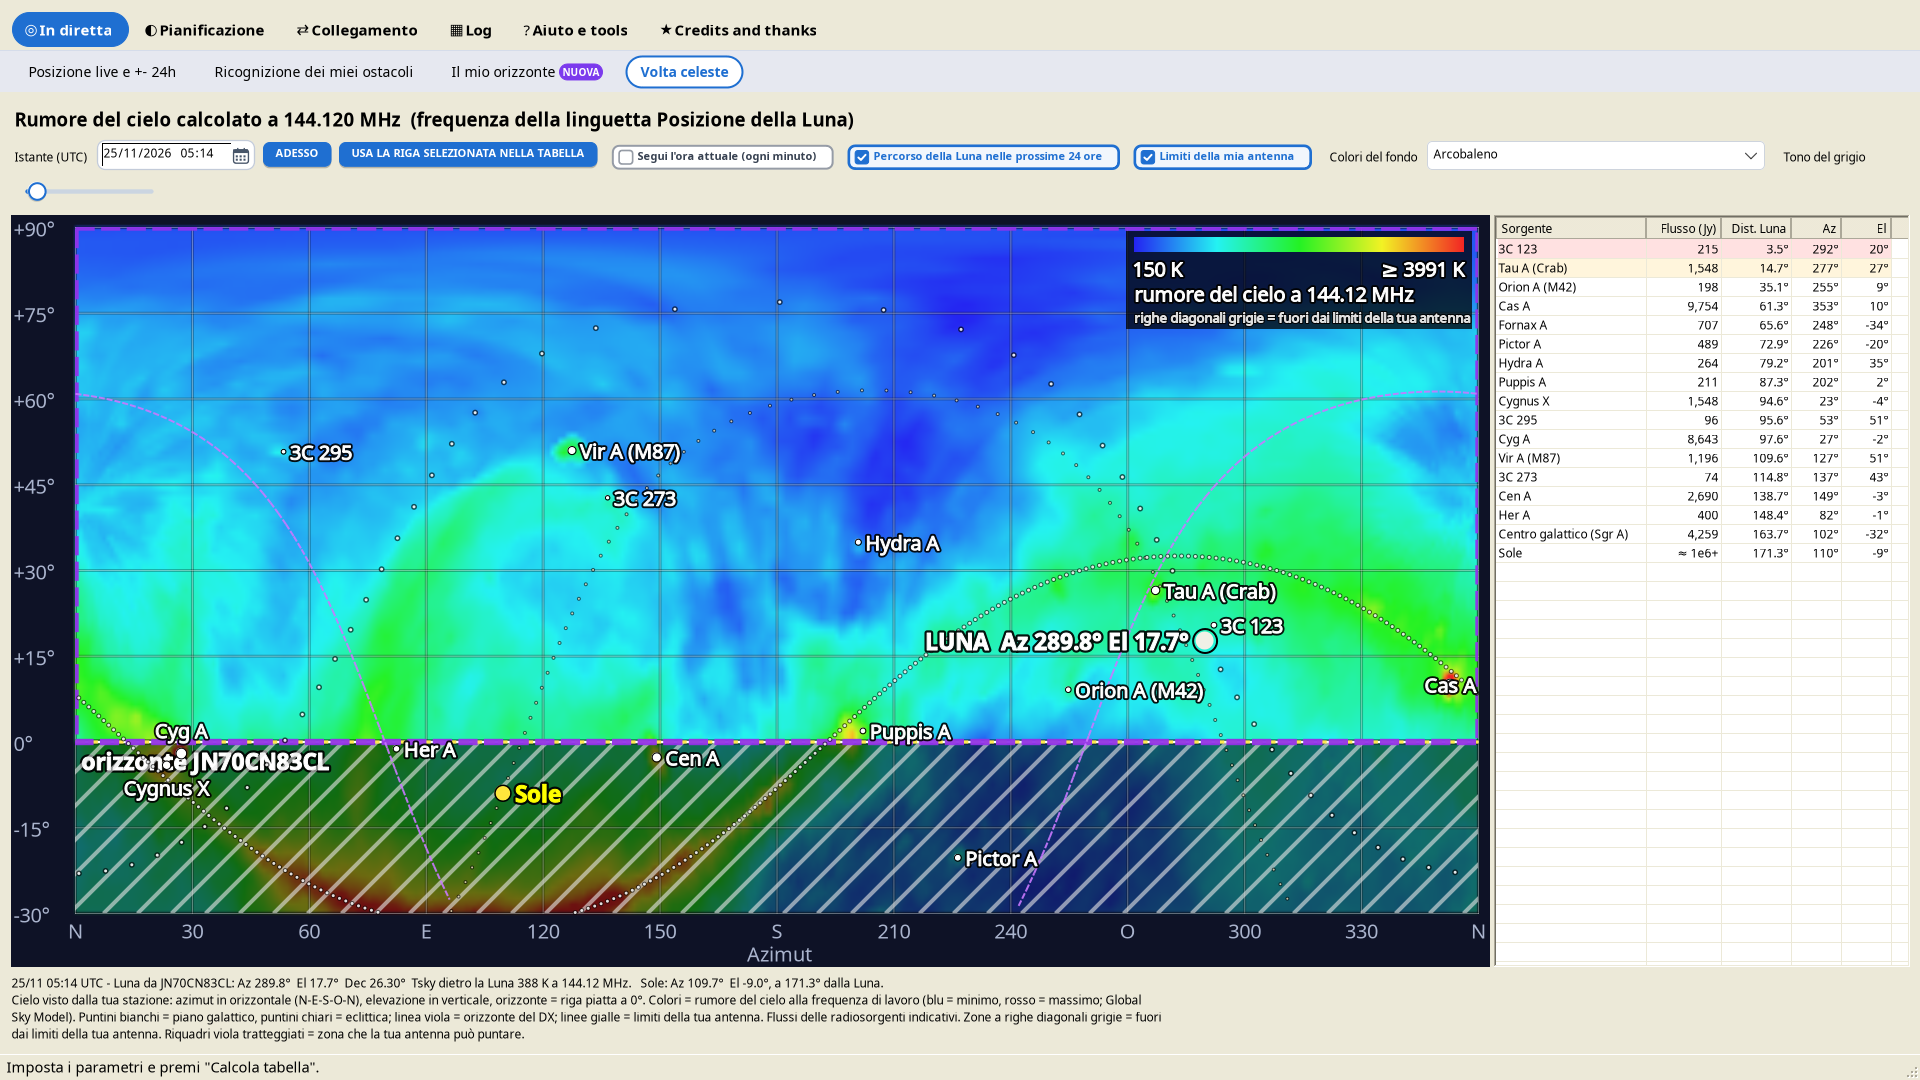 In diretta
Pianificazione
Collegamento
Log
? Aiuto e tools
Credits and thanks
Posizione live e +- 24h
Ricognizione dei miei ostacoli
Il mio orizzonte NUOVA
Volta celeste
Rumore del cielo calcolato a 144.120 MHz (frequenza della linguetta Posizione della Luna)
Istante (UTC)
25/11/2026 05:14
ADESSO
USA LA RIGA SELEZIONATA NELLA TABELLA
Segui l'ora attuale (ogni minuto)
Percorso della Luna nelle prossime 24 ore
Limiti della mia antenna
Colori del fondo
Arcobaleno
Tono del grigio
+90°
+75°
+60°
+45°
+30°
+15°
0°
-15°
-30°
150 K ≥ 3991 K
rumore del cielo a 144.12 MHz
righe diagonali grigie = fuori dai limiti della tua antenna
3C 295
Vir A (M87)
3C 273
Hydra A
Tau A (Crab)
3C 123
LUNA Az 289.8° El 17.7°
Cas A
Orion A (M42)
Cyg A
Puppis A
Her A
Cen A
orizzonte JN70CN83CL
Cygnus X
Sole
Pictor A
N 30 60 E 120 150 S 210 240 O 300 330 N
Azimut
Sorgente Flusso (Jy) Dist. Luna Az El
3C 123 215 3.5° 292° 20°
Tau A (Crab) 1,548 14.7° 277° 27°
Orion A (M42) 198 35.1° 255° 9°
Cas A 9,754 61.3° 353° 10°
Fornax A 707 65.6° 248° -34°
Pictor A 489 72.9° 226° -20°
Hydra A 264 79.2° 201° 35°
Puppis A 211 87.3° 202° 2°
Cygnus X 1,548 94.6° 23° -4°
3C 295 96 95.6° 53° 51°
Cyg A 8,643 97.6° 27° -2°
Vir A (M87) 1,196 109.6° 127° 51°
3C 273 74 114.8° 137° 43°
Cen A 2,690 138.7° 149° -3°
Her A 400 148.4° 82° -1°
Centro galattico (Sgr A) 4,259 163.7° 102° -32°
Sole ≈ 1e6+ 171.3° 110° -9°
25/11 05:14 UTC - Luna da JN70CN83CL: Az 289.8° El 17.7° Dec 26.30° Tsky dietro la Luna 388 K a 144.12 MHz. Sole: Az 109.7° El -9.0°, a 171.3° dalla Luna.
Cielo visto dalla tua stazione: azimut in orizzontale (N-E-S-O-N), elevazione in verticale, orizzonte = riga piatta a 0°. Colori = rumore del cielo alla frequenza di lavoro (blu = minimo, rosso = massimo; Global
Sky Model). Puntini bianchi = piano galattico, puntini chiari = eclittica; linea viola = orizzonte del DX; linee gialle = limiti della tua antenna. Flussi delle radiosorgenti indicativi. Zone a righe diagonali grigie = fuori
dai limiti della tua antenna. Riquadri viola tratteggiati = zona che la tua antenna può puntare.
Imposta i parametri e premi "Calcola tabella".